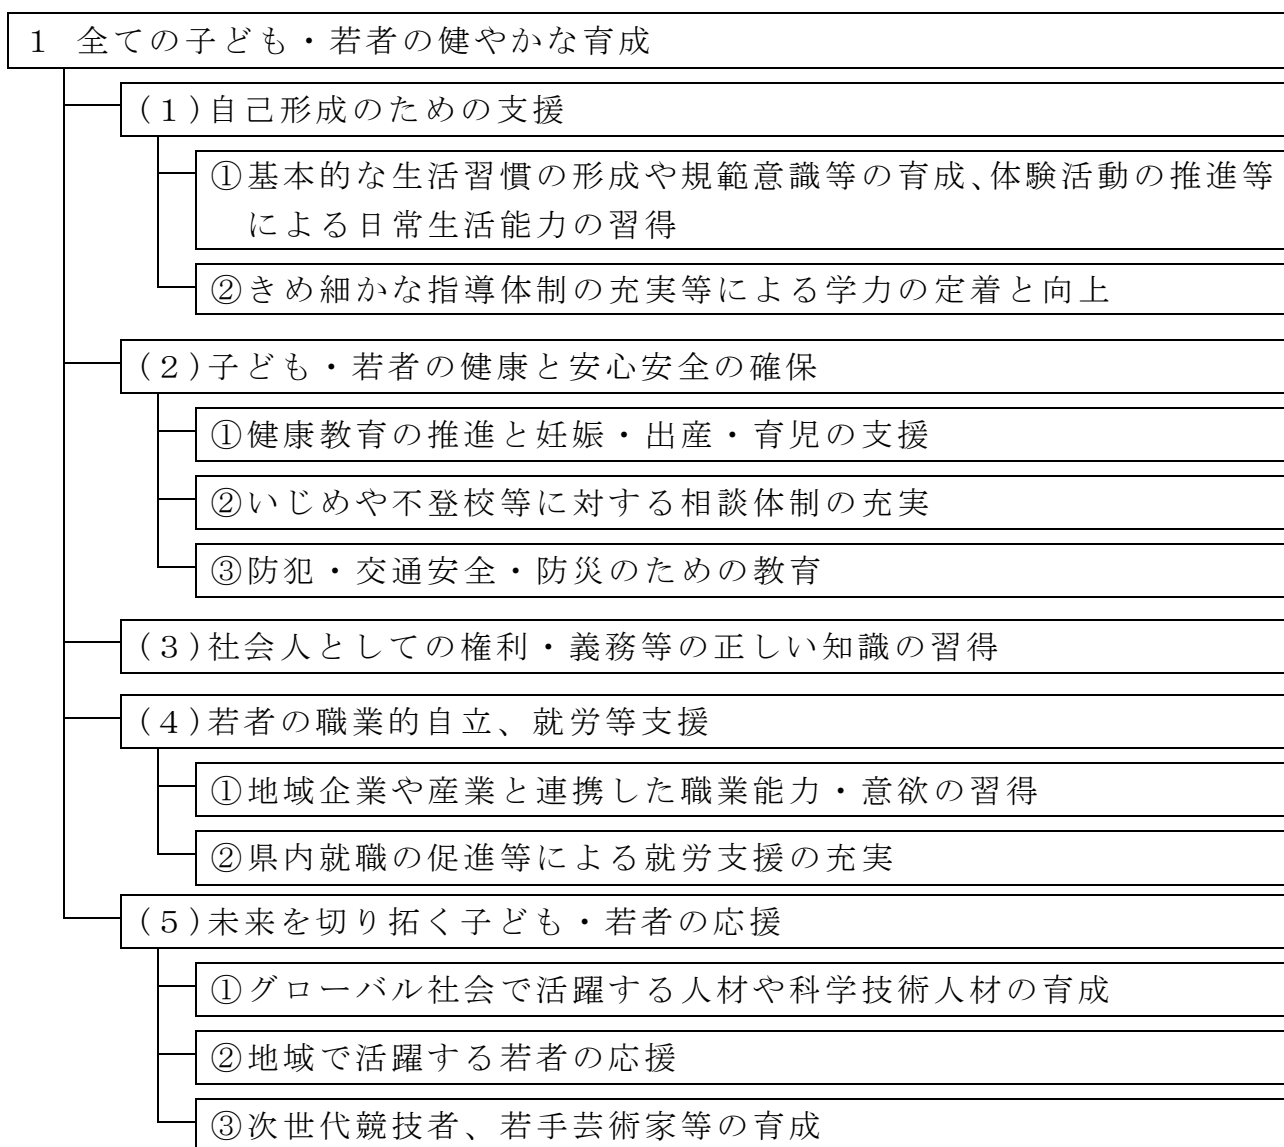 1 全ての子ども・若者の健やかな育成
(１)自己形成のための支援
①基本的な生活習慣の形成や規範意識等の育成、体験活動の推進等
による日常生活能力の習得
②きめ細かな指導体制の充実等による学力の定着と向上
(２)子ども・若者の健康と安心安全の確保
①健康教育の推進と妊娠・出産・育児の支援
②いじめや不登校等に対する相談体制の充実
③防犯・交通安全・防災のための教育
(３)社会人としての権利・義務等の正しい知識の習得
(４)若者の職業的自立、就労等支援
①地域企業や産業と連携した職業能力・意欲の習得
②県内就職の促進等による就労支援の充実
(５)未来を切り拓く子ども・若者の応援
①グローバル社会で活躍する人材や科学技術人材の育成
②地域で活躍する若者の応援
③次世代競技者、若手芸術家等の育成